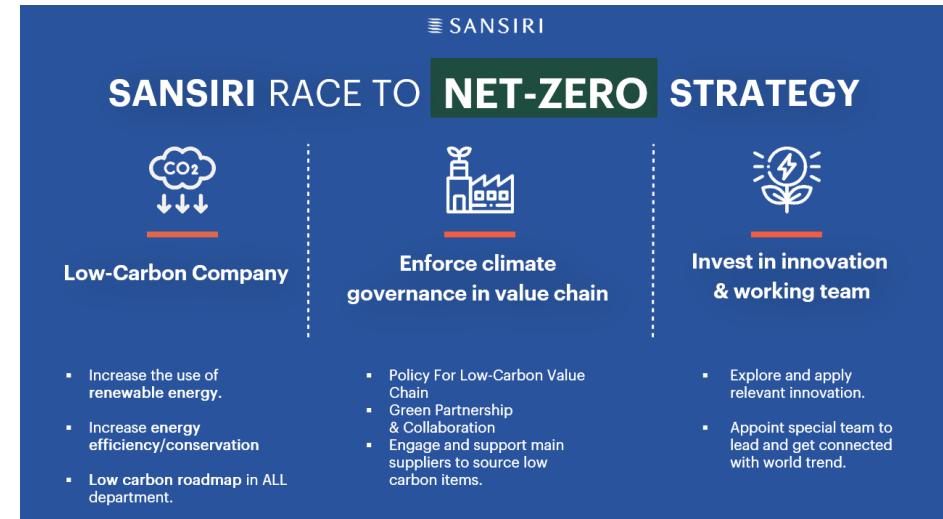 SANSIRI
SANSIRI RACE TO NET-ZERO STRATEGY
CO2
Low-Carbon Company
▪ Increase the use of
renewable energy.
▪ Increase energy
efficiency/conservation
▪ Low carbon roadmap in ALL
department.
Enforce climate
governance in value chain
▪ Policy For Low-Carbon Value
Chain
▪ Green Partnership
& Collaboration
▪ Engage and support main
suppliers to source low
carbon items.
Invest in innovation
& working team
▪ Explore and apply
relevant innovation.
▪ Appoint special team to
lead and get connected
with world trend.